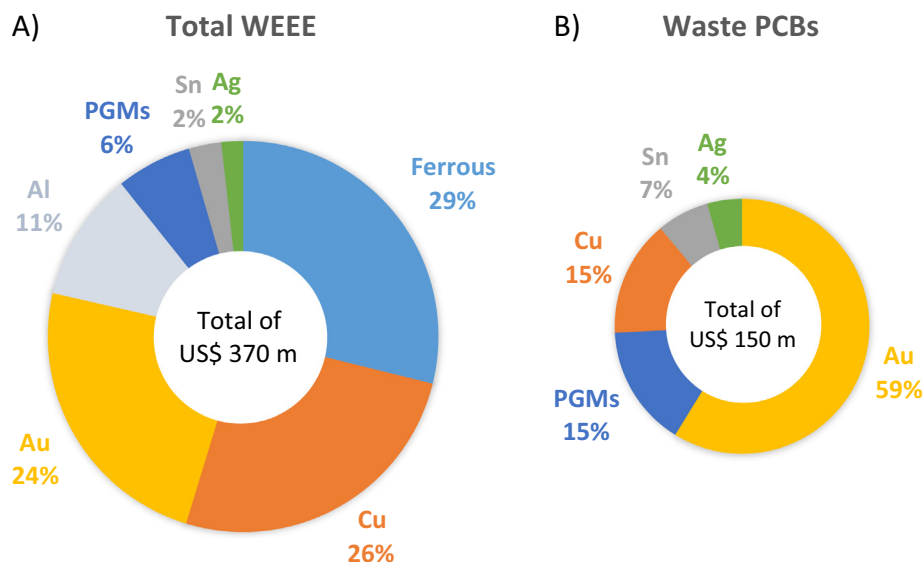 A)
Total WEEE
Ferrous
29%
Cu
26%
Au
24%
Al
11%
PGMs
6%
Sn
2%
Ag
2%
Total of
US$ 370 m
B)
Waste PCBs
Au
59%
PGMs
15%
Cu
15%
Sn
7%
Ag
4%
Total of
US$ 150 m